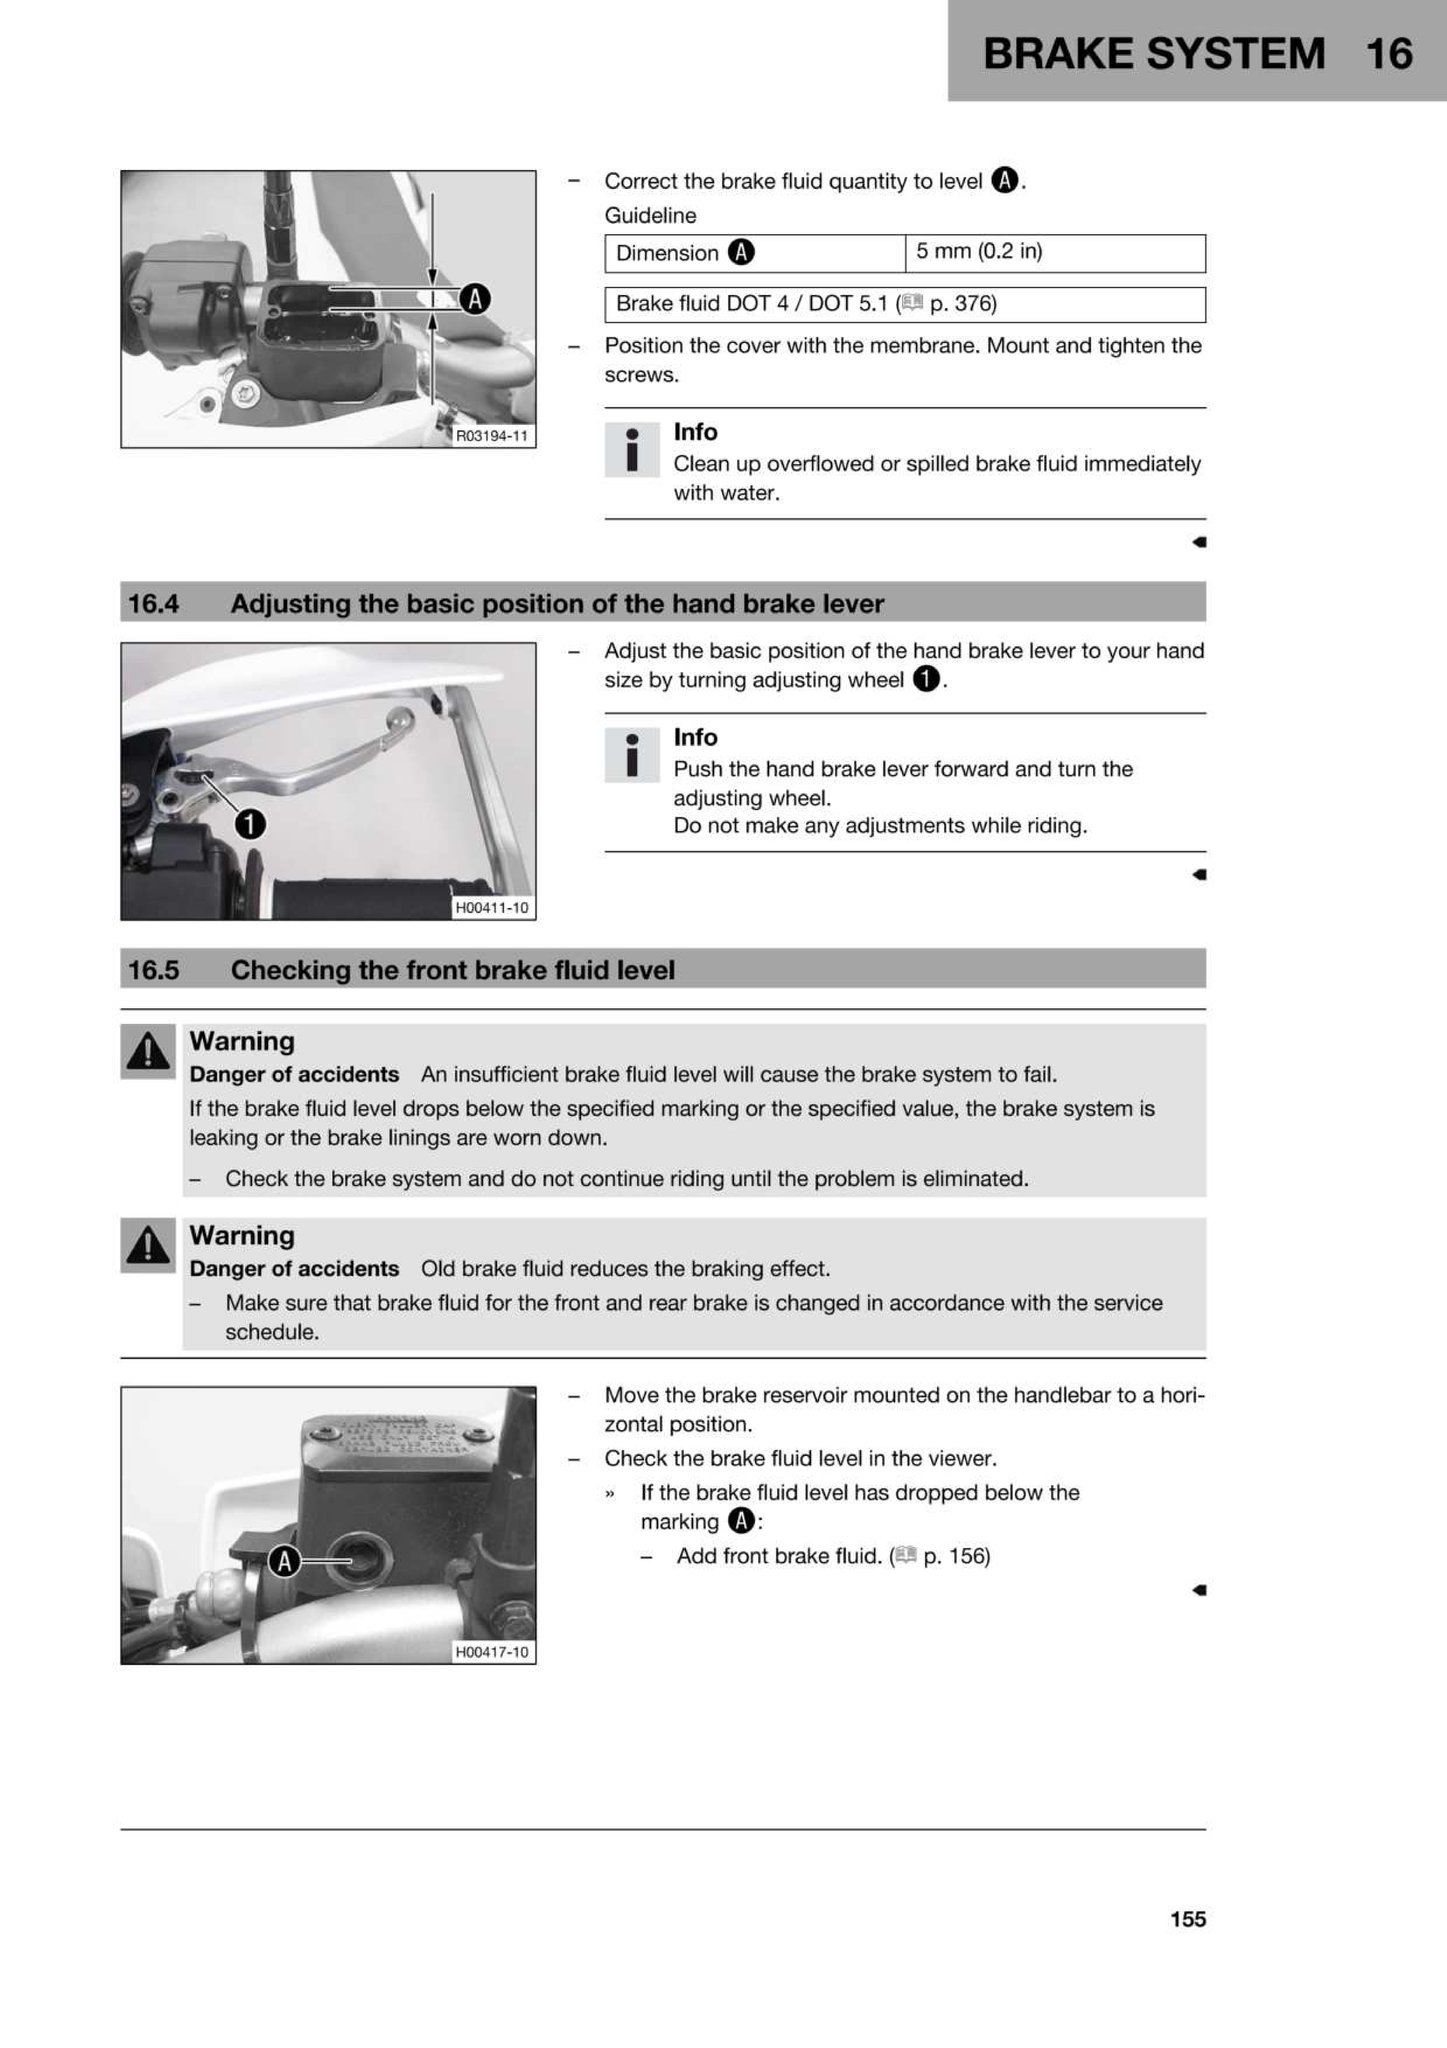 BRAKE SYSTEM 16
– Correct the brake fluid quantity to level A.
Guideline
Dimension A 5 mm (0.2 in)
Brake fluid DOT 4 / DOT 5.1 ( p. 376)
– Position the cover with the membrane. Mount and tighten the
screws.
A
R03194-11
Info
Clean up overflowed or spilled brake fluid immediately
with water.
16.4 Adjusting the basic position of the hand brake lever
– Adjust the basic position of the hand brake lever to your hand
size by turning adjusting wheel 1.
Info
Push the hand brake lever forward and turn the
adjusting wheel.
Do not make any adjustments while riding.
1
H00411-10
16.5 Checking the front brake fluid level
Warning
Danger of accidents An insufficient brake fluid level will cause the brake system to fail.
If the brake fluid level drops below the specified marking or the specified value, the brake system is
leaking or the brake linings are worn down.
– Check the brake system and do not continue riding until the problem is eliminated.
Warning
Danger of accidents Old brake fluid reduces the braking effect.
– Make sure that brake fluid for the front and rear brake is changed in accordance with the service
schedule.
– Move the brake reservoir mounted on the handlebar to a hori-
zontal position.
– Check the brake fluid level in the viewer.
» If the brake fluid level has dropped below the
marking A:
– Add front brake fluid. ( p. 156)
A
H00417-10
155